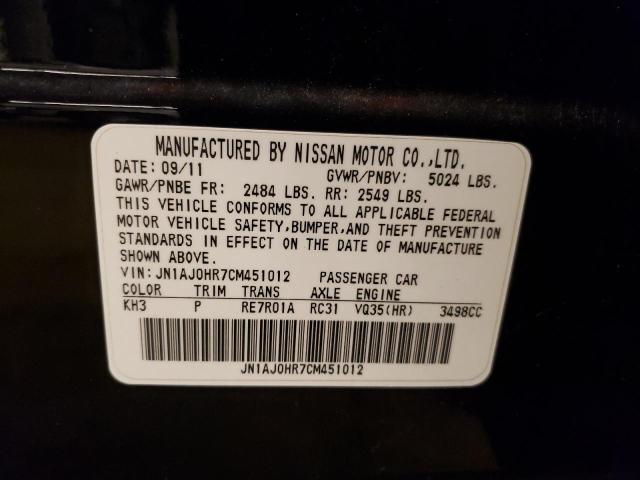 MANUFACTURED BY NISSAN MOTOR CO.,LTD.
DATE: 09/11 GVWR/PNBV: 5024 LBS.
GAWR/PNBE FR: 2484 LBS. RR: 2549 LBS.
THIS VEHICLE CONFORMS TO ALL APPLICABLE FEDERAL
MOTOR VEHICLE SAFETY,BUMPER,AND THEFT PREVENTION
STANDARDS IN EFFECT ON THE DATE OF MANUFACTURE
SHOWN ABOVE.
VIN: JN1AJ0HR7CM451012 PASSENGER CAR
COLOR TRIM TRANS AXLE ENGINE
KH3 P RE7R01A RC31 VQ35(HR) 3498CC
JN1AJ0HR7CM451012